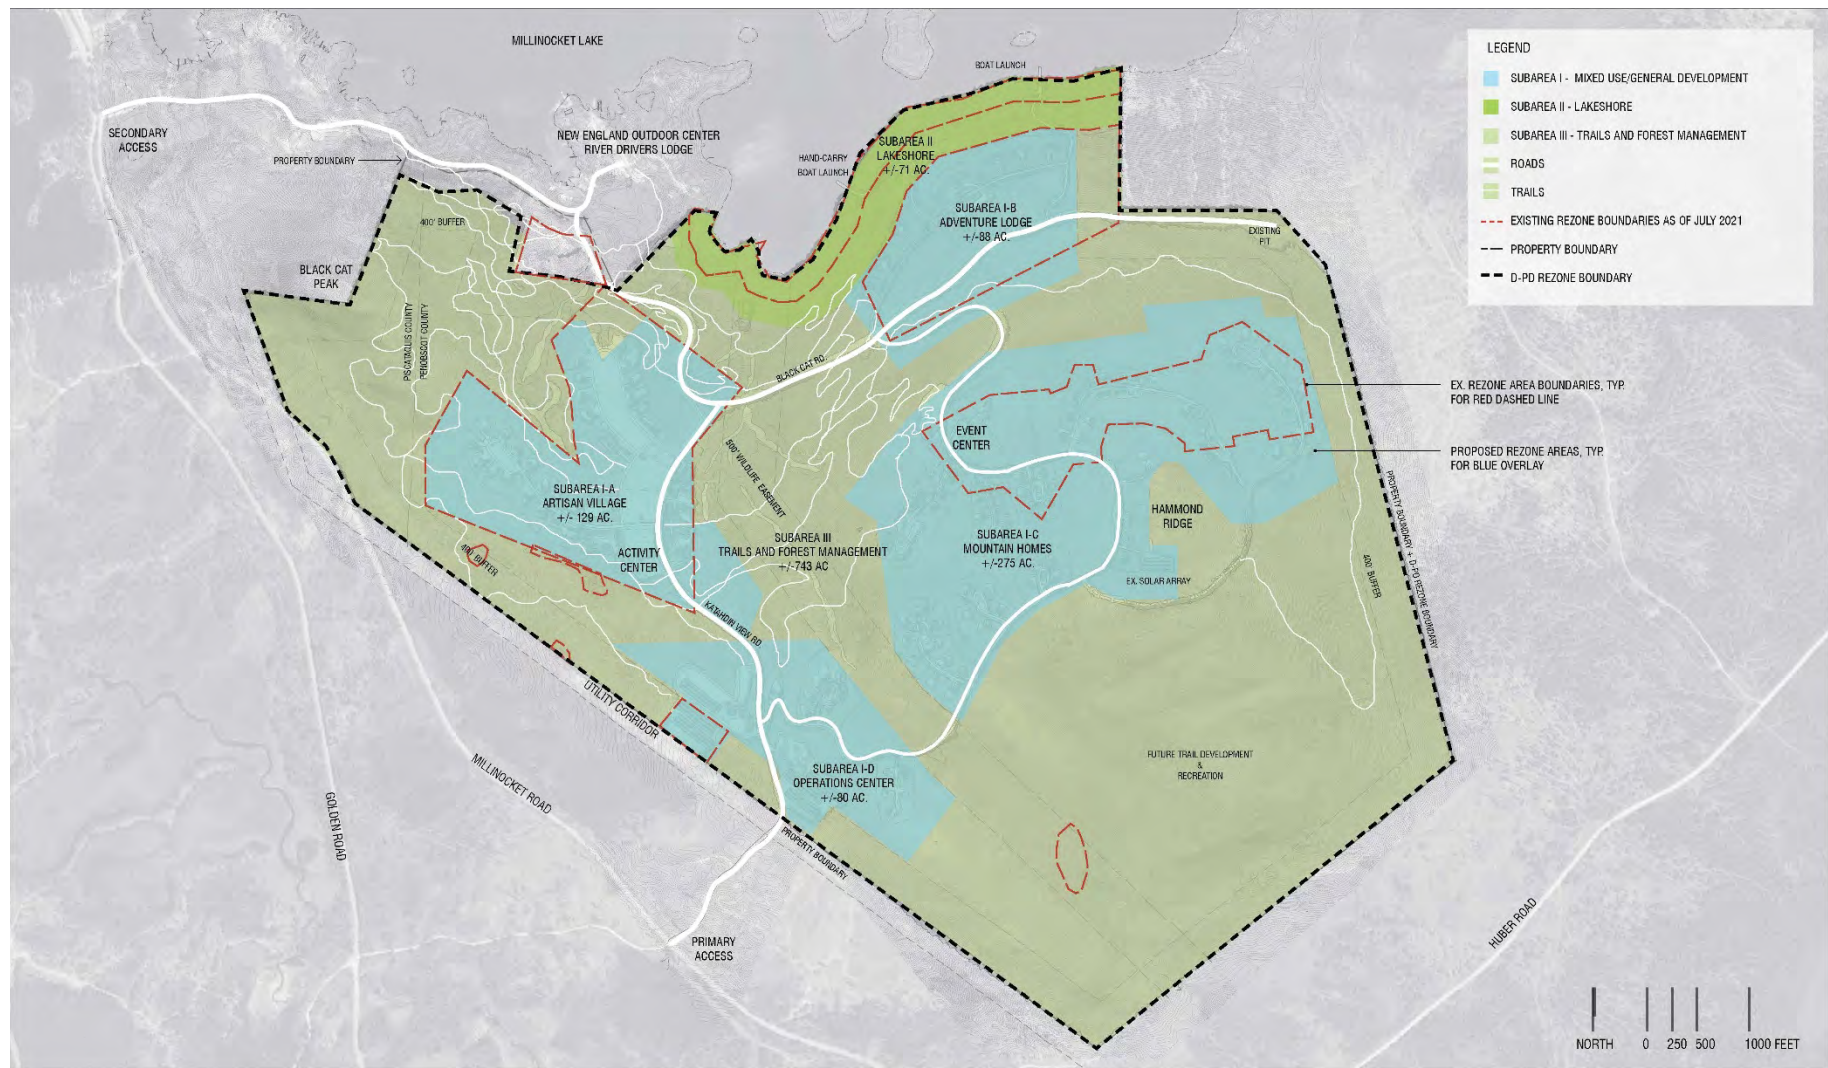 MILLINOCKET LAKE
BOAT LAUNCH
SECONDARY
ACCESS
PROPERTY BOUNDARY
NEW ENGLAND OUTDOOR CENTER
RIVER DRIVERS LODGE
HAND-CARRY
BOAT LAUNCH
SUBAREA II
LAKESHORE
+/-71 AC.
400' BUFFER
SUBAREA I-B
ADVENTURE LODGE
+/-88 AC.
EXISTING
PIT
BLACK CAT
PEAK
PISCATAQUIS COUNTY
PENOBSCOT COUNTY
BLACK CAT RD.
EVENT
CENTER
500' WILDLIFE EASEMENT
SUBAREA I-A
ARTISAN VILLAGE
+/- 129 AC.
HAMMOND
RIDGE
SUBAREA III
TRAILS AND FOREST MANAGEMENT
+/-743 AC
SUBAREA I-C
MOUNTAIN HOMES
+/-275 AC.
ACTIVITY
CENTER
400' BUFFER
EX. SOLAR ARRAY
400' BUFFER
PROPERTY BOUNDARY + D-PD REZONE BOUNDARY
KATAHDIN VIEW RD
UTILITY CORRIDOR
MILLINOCKET ROAD
GOLDEN ROAD
SUBAREA I-D
OPERATIONS CENTER
+/-80 AC.
FUTURE TRAIL DEVELOPMENT
&
RECREATION
PROPERTY BOUNDARY
PRIMARY
ACCESS
HUBER ROAD
LEGEND
SUBAREA I - MIXED USE/GENERAL DEVELOPMENT
SUBAREA II - LAKESHORE
SUBAREA III - TRAILS AND FOREST MANAGEMENT
ROADS
TRAILS
EXISTING REZONE BOUNDARIES AS OF JULY 2021
PROPERTY BOUNDARY
D-PD REZONE BOUNDARY
EX. REZONE AREA BOUNDARIES, TYP.
FOR RED DASHED LINE
PROPOSED REZONE AREAS, TYP.
FOR BLUE OVERLAY
NORTH 0 250 500 1000 FEET